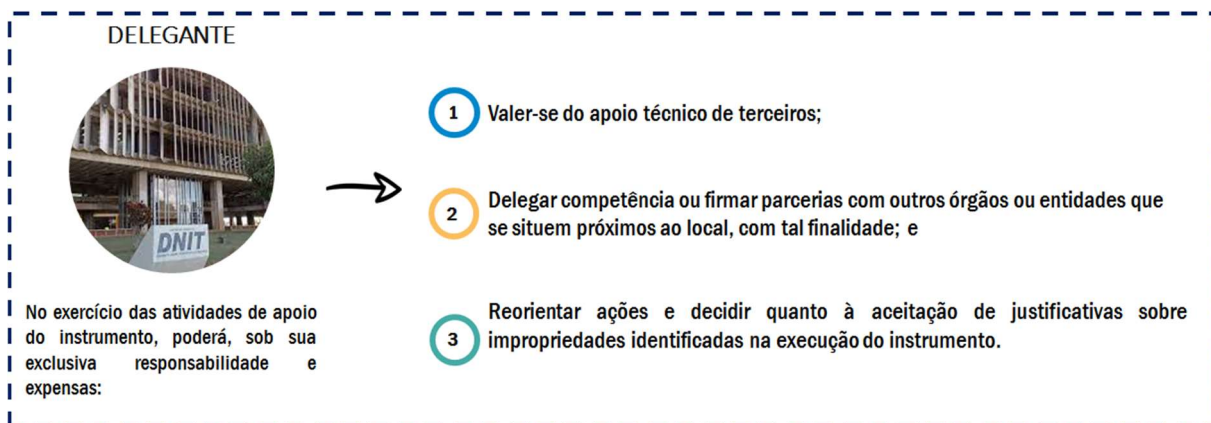 DELEGANTE
DNIT
No exercício das atividades de apoio
do instrumento, poderá, sob sua
exclusiva responsabilidade e
expensas:
1 Valer-se do apoio técnico de terceiros;
2 Delegar competência ou firmar parcerias com outros órgãos ou entidades que
se situem próximos ao local, com tal finalidade; e
3 Reorientar ações e decidir quanto à aceitação de justificativas sobre
impropriedades identificadas na execução do instrumento.